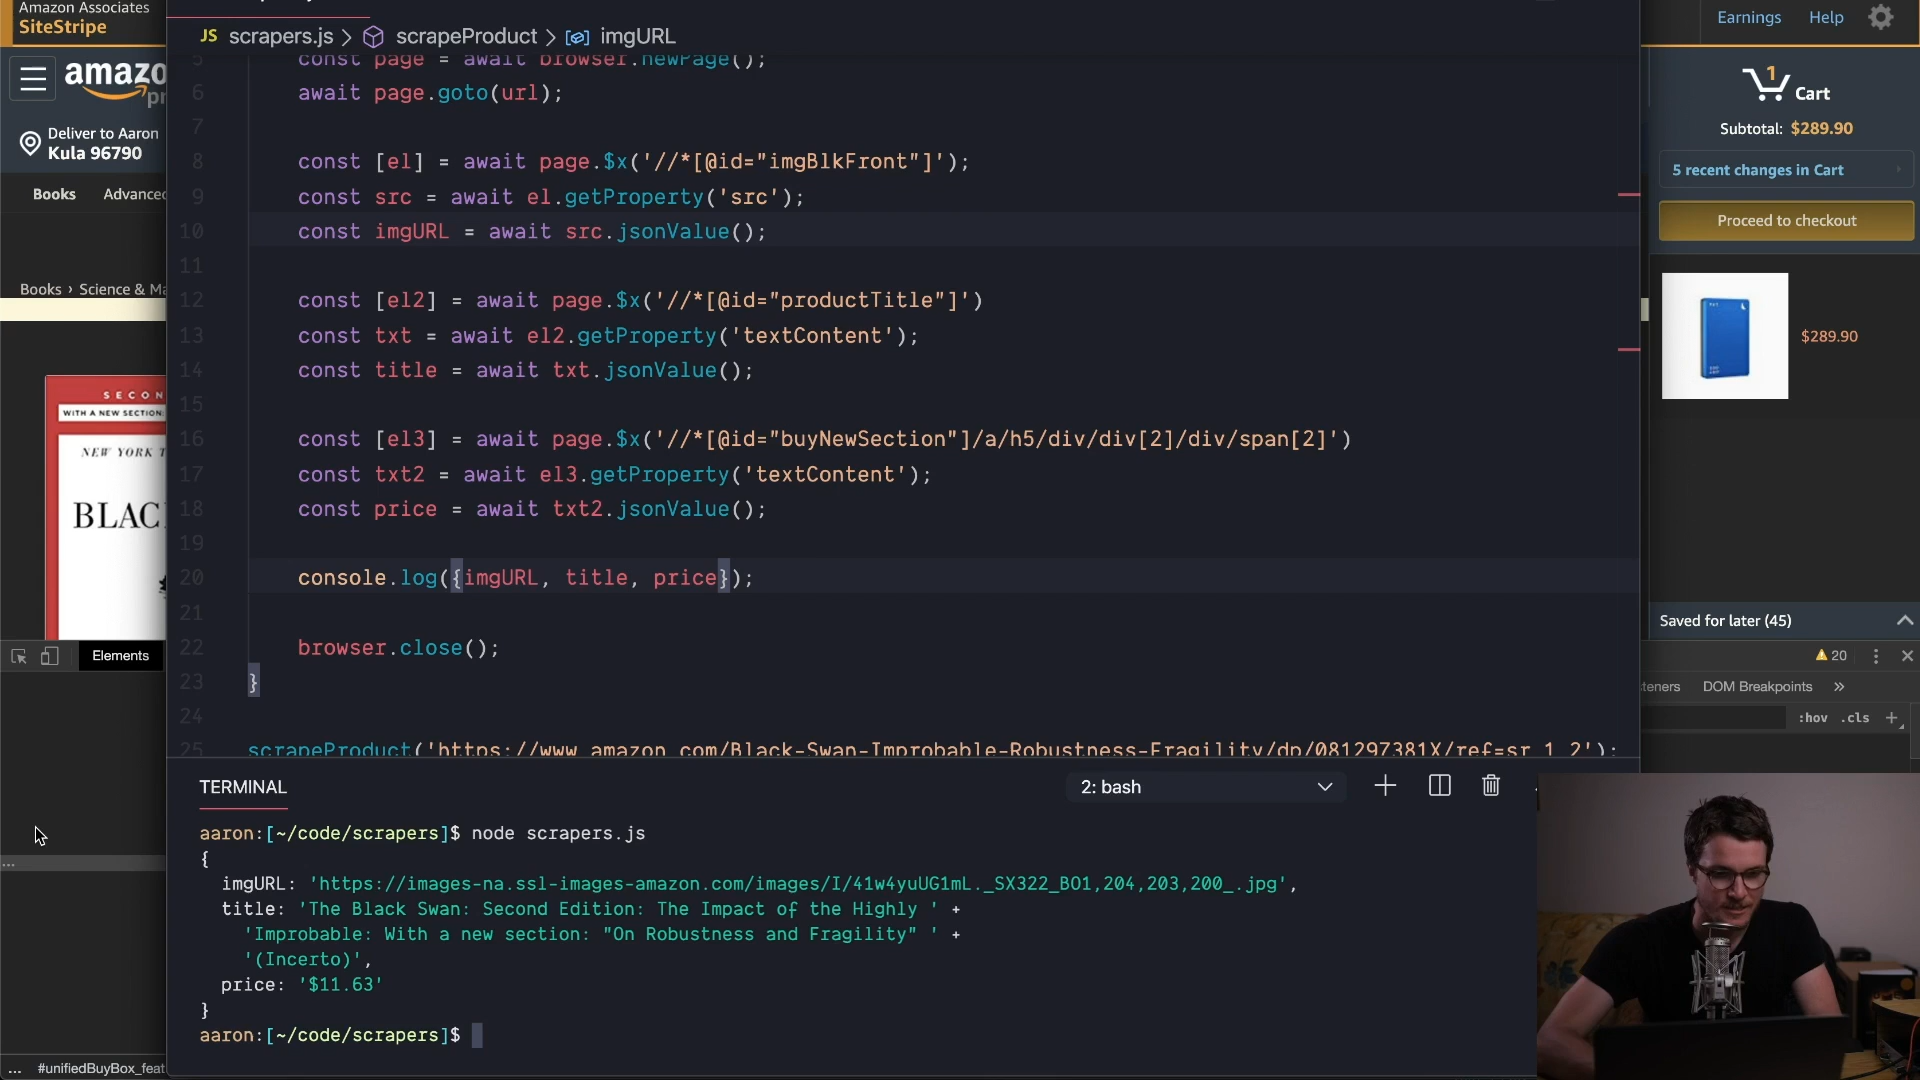 Amazon Associates
SiteStripe
Earnings
Help
JS scrapers.js > scrapeProduct > imgURL
amazo
pr
1
Cart
Deliver to Aaron
Kula 96790
Subtotal: $289.90
5 recent changes in Cart
Proceed to checkout
Books
Advanced
Books › Science & Ma
$289.90
5 const page = await browser.newPage();
6 await page.goto(url);
7
8 const [el] = await page.$x('//*[@id="imgBlkFront"]');
9 const src = await el.getProperty('src');
10 const imgURL = await src.jsonValue();
11
12 const [el2] = await page.$x('//*[@id="productTitle"]')
13 const txt = await el2.getProperty('textContent');
14 const title = await txt.jsonValue();
15
16 const [el3] = await page.$x('//*[@id="buyNewSection"]/a/h5/div/div[2]/div/span[2]')
17 const txt2 = await el3.getProperty('textContent');
18 const price = await txt2.jsonValue();
19
20 console.log({imgURL, title, price});
21
22 browser.close();
23 }
24
25 scrapeProduct('https://www.amazon.com/Black-Swan-Improbable-Robustness-Fragility/dp/081297381X/ref=sr_1_2');
SECON
WITH A NEW SECTION:
NEW YORK T
BLAC
Saved for later (45)
Elements
20
teners
DOM Breakpoints
»
:hov .cls +
TERMINAL
2: bash
aaron:[~/code/scrapers]$ node scrapers.js
{
imgURL: 'https://images-na.ssl-images-amazon.com/images/I/41w4yuUG1mL._SX322_BO1,204,203,200_.jpg',
title: 'The Black Swan: Second Edition: The Impact of the Highly ' +
'Improbable: With a new section: "On Robustness and Fragility" ' +
'(Incerto)',
price: '$11.63'
}
aaron:[~/code/scrapers]$
...
... #unifiedBuyBox_feat